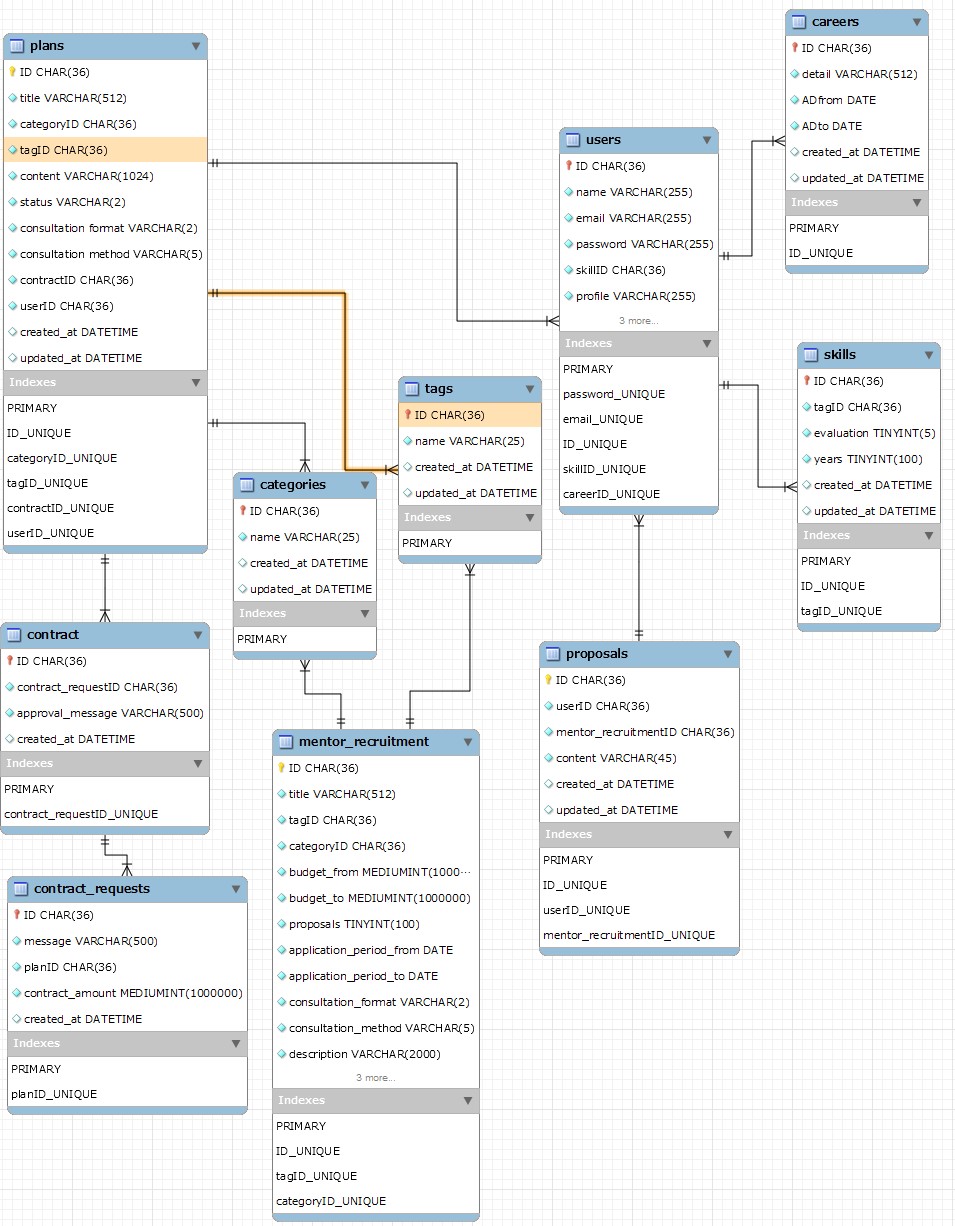 plans
ID CHAR(36)
title VARCHAR(512)
categoryID CHAR(36)
tagID CHAR(36)
content VARCHAR(1024)
status VARCHAR(2)
consultation format VARCHAR(2)
consultation method VARCHAR(5)
contractID CHAR(36)
userID CHAR(36)
created_at DATETIME
updated_at DATETIME
Indexes
PRIMARY
ID_UNIQUE
categoryID_UNIQUE
tagID_UNIQUE
contractID_UNIQUE
userID_UNIQUE
careers
ID CHAR(36)
detail VARCHAR(512)
ADfrom DATE
ADto DATE
created_at DATETIME
updated_at DATETIME
Indexes
PRIMARY
ID_UNIQUE
users
ID CHAR(36)
name VARCHAR(255)
email VARCHAR(255)
password VARCHAR(255)
skillID CHAR(36)
profile VARCHAR(255)
3 more...
Indexes
PRIMARY
password_UNIQUE
email_UNIQUE
ID_UNIQUE
skillID_UNIQUE
careerID_UNIQUE
skills
ID CHAR(36)
tagID CHAR(36)
evaluation TINYINT(5)
years TINYINT(100)
created_at DATETIME
updated_at DATETIME
Indexes
PRIMARY
ID_UNIQUE
tagID_UNIQUE
tags
ID CHAR(36)
name VARCHAR(25)
created_at DATETIME
updated_at DATETIME
Indexes
PRIMARY
categories
ID CHAR(36)
name VARCHAR(25)
created_at DATETIME
updated_at DATETIME
Indexes
PRIMARY
contract
ID CHAR(36)
contract_requestID CHAR(36)
approval_message VARCHAR(500)
created_at DATETIME
Indexes
PRIMARY
contract_requestID_UNIQUE
proposals
ID CHAR(36)
userID CHAR(36)
mentor_recruitmentID CHAR(36)
content VARCHAR(45)
created_at DATETIME
updated_at DATETIME
Indexes
PRIMARY
ID_UNIQUE
userID_UNIQUE
mentor_recruitmentID_UNIQUE
mentor_recruitment
ID CHAR(36)
title VARCHAR(512)
tagID CHAR(36)
categoryID CHAR(36)
budget_from MEDIUMINT(1000...
budget_to MEDIUMINT(1000000)
proposals TINYINT(100)
application_period_from DATE
application_period_to DATE
consultation_format VARCHAR(2)
consultation_method VARCHAR(5)
description VARCHAR(2000)
3 more...
Indexes
PRIMARY
ID_UNIQUE
tagID_UNIQUE
categoryID_UNIQUE
contract_requests
ID CHAR(36)
message VARCHAR(500)
planID CHAR(36)
contract_amount MEDIUMINT(1000000)
created_at DATETIME
Indexes
PRIMARY
planID_UNIQUE